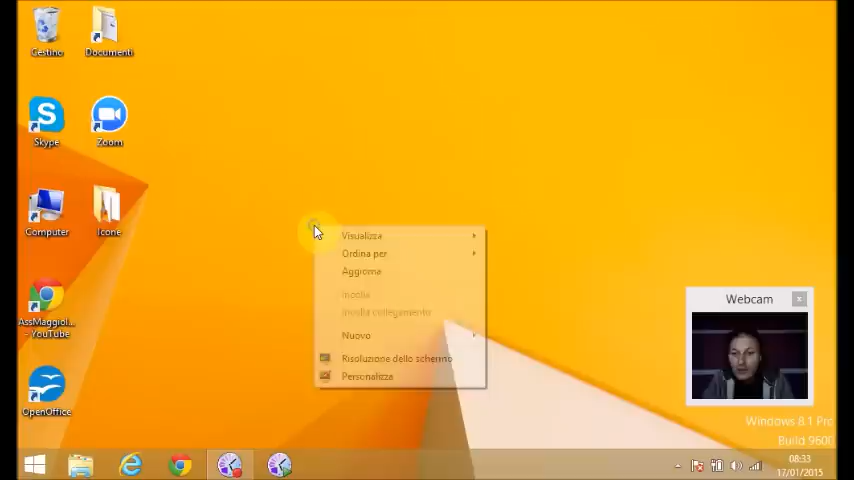 Cestino
Documenti
Skype
Zoom
Computer
Icone
AssMaggiol...
- YouTube
OpenOffice
Visualizza
Ordina per
Aggiorna
Incolla
Incolla collegamento
Nuovo
Risoluzione dello schermo
Personalizza
Webcam
Windows 8.1 Pro
Build 9600
08:33
17/01/2015